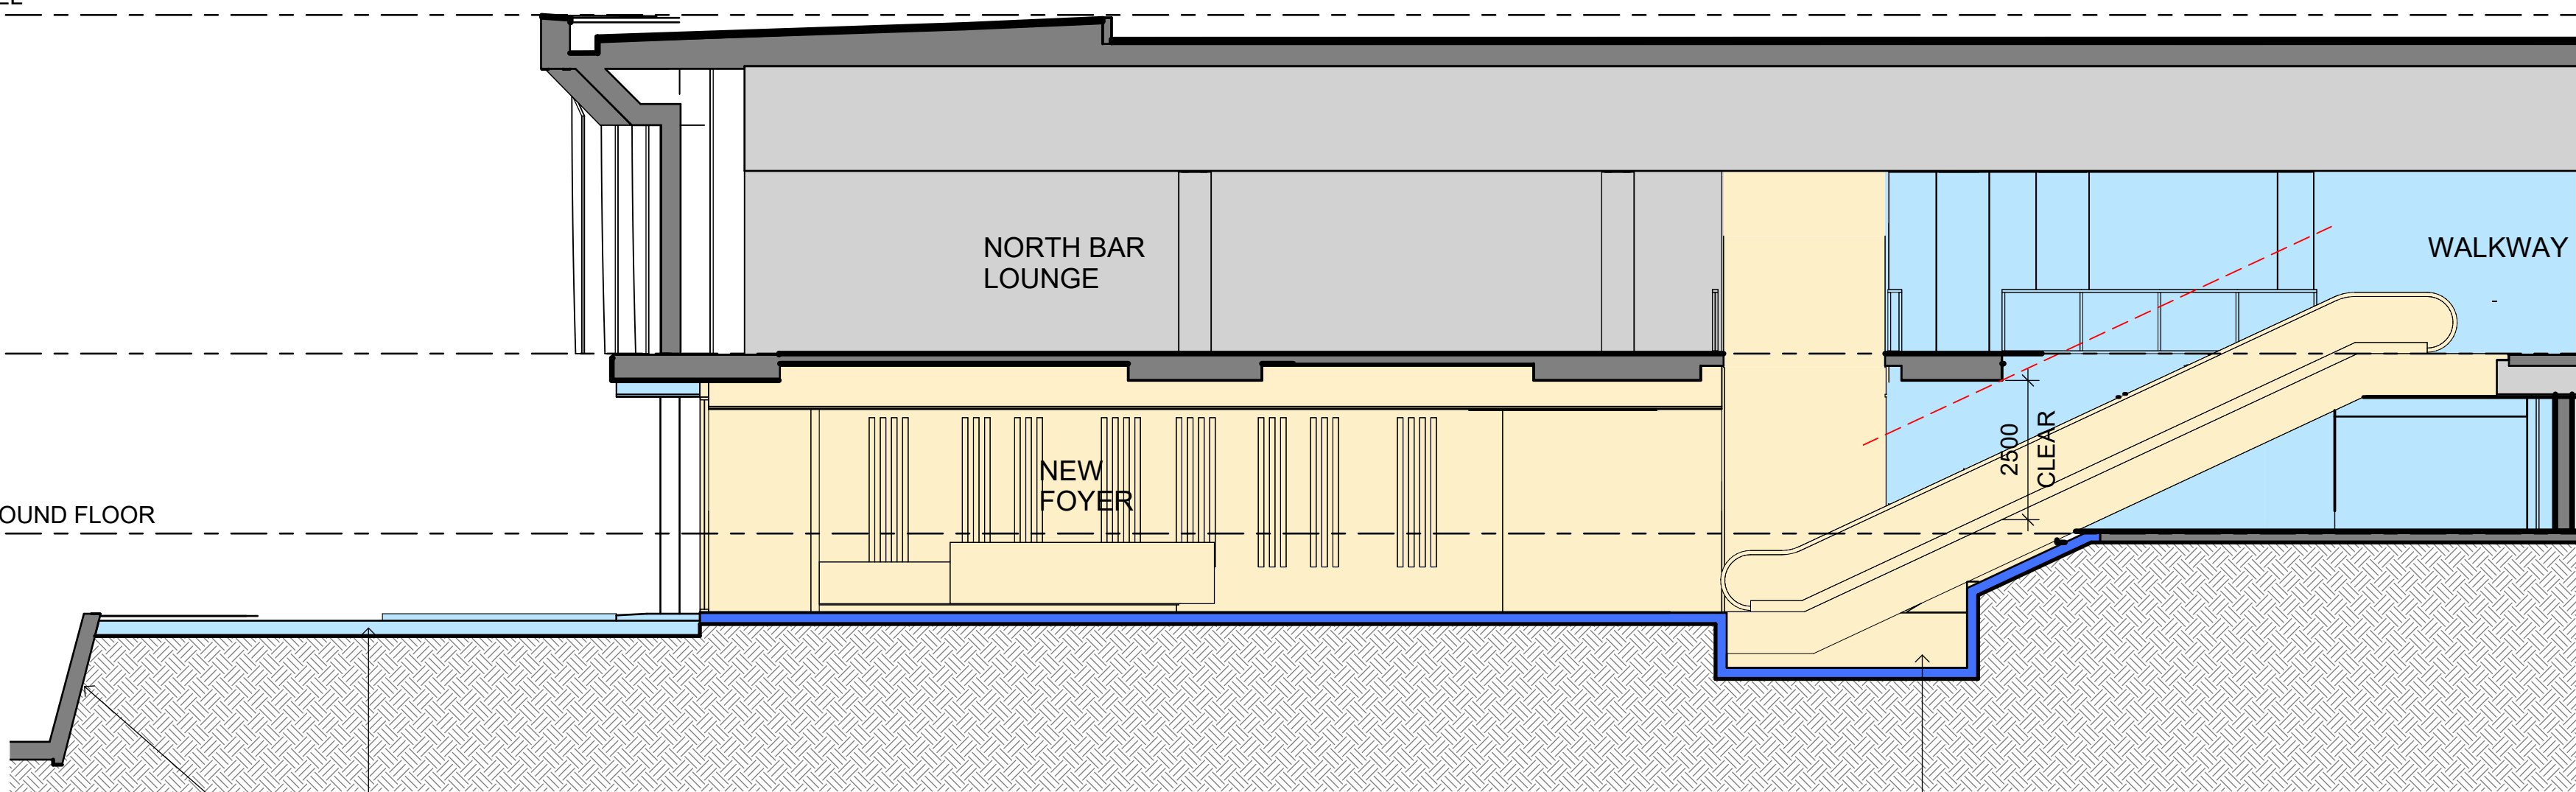 NORTH BAR
LOUNGE
WALKWAY
NEW
FOYER
2500
CLEAR
OUND FLOOR